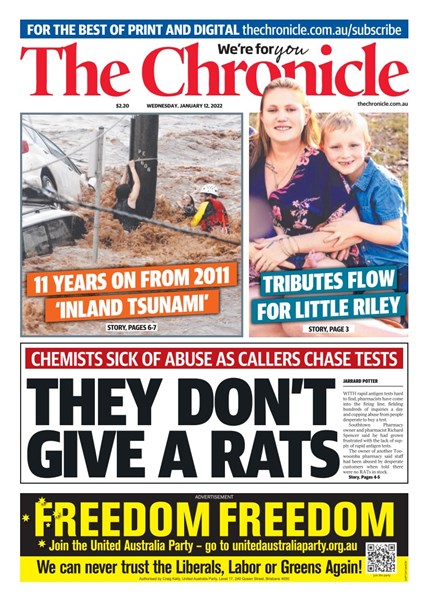 FOR THE BEST OF PRINT AND DIGITAL thechronicle.com.au/subscribe
We're for you
The Chronicle
$2.20
WEDNESDAY, JANUARY 12, 2022
thechronicle.com.au
11 YEARS ON FROM 2011
'INLAND TSUNAMI'
STORY, PAGES 6-7
TRIBUTES FLOW
FOR LITTLE RILEY
STORY, PAGE 3
CHEMISTS SICK OF ABUSE AS CALLERS CHASE TESTS
THEY DON'T
GIVE A RATS
JARRARD POTTER
WITH rapid antigen tests hard
to find, pharmacists have come
into the firing line, fielding
hundreds of inquiries a day
and copping abuse from people
desperate to buy a test.
Southtown Pharmacy
owner and pharmacist Richard
Spencer said he had grown
frustrated with the lack of sup-
ply of rapid antigen tests.
The owner of another Too-
woomba pharmacy said staff
had been abused by desperate
customers when told there
were no RATs in stock.
Story, Pages 4-5
ADVERTISEMENT
FREEDOM FREEDOM
Join the United Australia Party – go to unitedaustraliaparty.org.au
We can never trust the Liberals, Labor or Greens Again!
Authorised by Craig Kelly, United Australia Party, Level 17, 240 Queen Street, Brisbane 4000